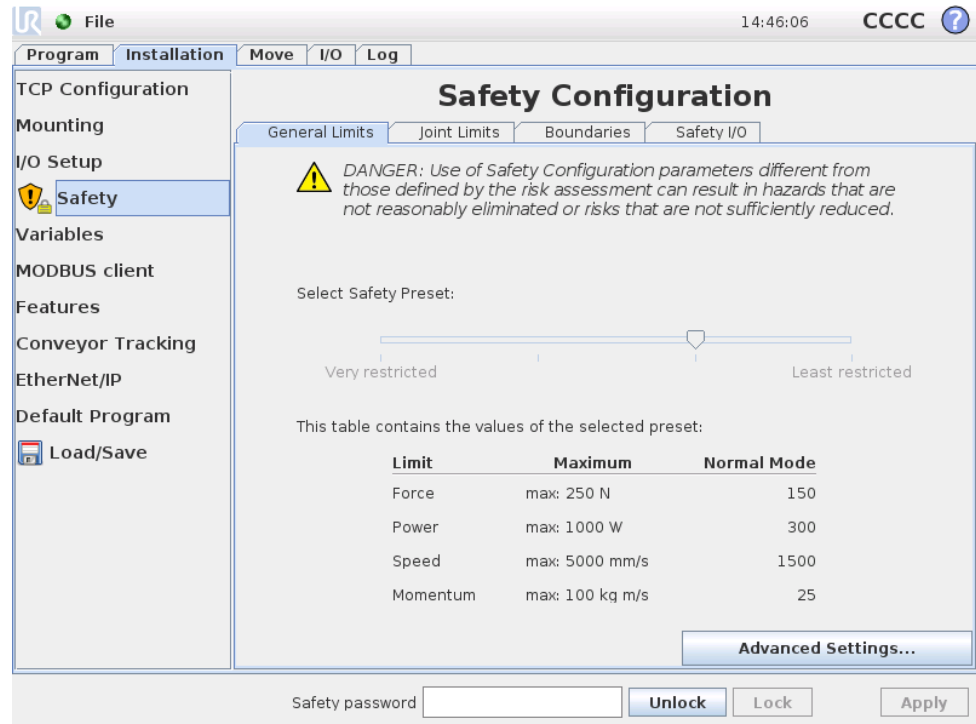 UR File 14:46:06 CCCC ?
Program Installation Move I/O Log
TCP Configuration
Mounting
I/O Setup
Safety
Variables
MODBUS client
Features
Conveyor Tracking
EtherNet/IP
Default Program
Load/Save
Safety Configuration
General Limits Joint Limits Boundaries Safety I/O
DANGER: Use of Safety Configuration parameters different from
those defined by the risk assessment can result in hazards that are
not reasonably eliminated or risks that are not sufficiently reduced.
Select Safety Preset:
Very restricted Least restricted
This table contains the values of the selected preset:
Limit Maximum Normal Mode
Force max: 250 N 150
Power max: 1000 W 300
Speed max: 5000 mm/s 1500
Momentum max: 100 kg m/s 25
Advanced Settings...
Safety password Unlock Lock Apply